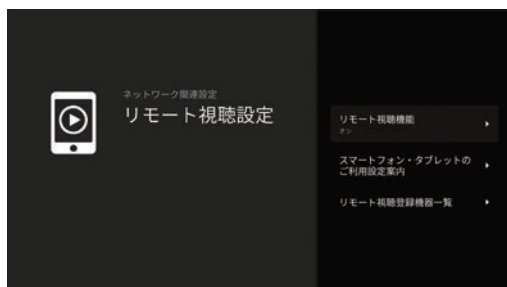 ネットワーク関連設定
リモート視聴設定
リモート視聴機能
オン
スマートフォン・タブレットの
ご利用設定案内
リモート視聴登録機器一覧